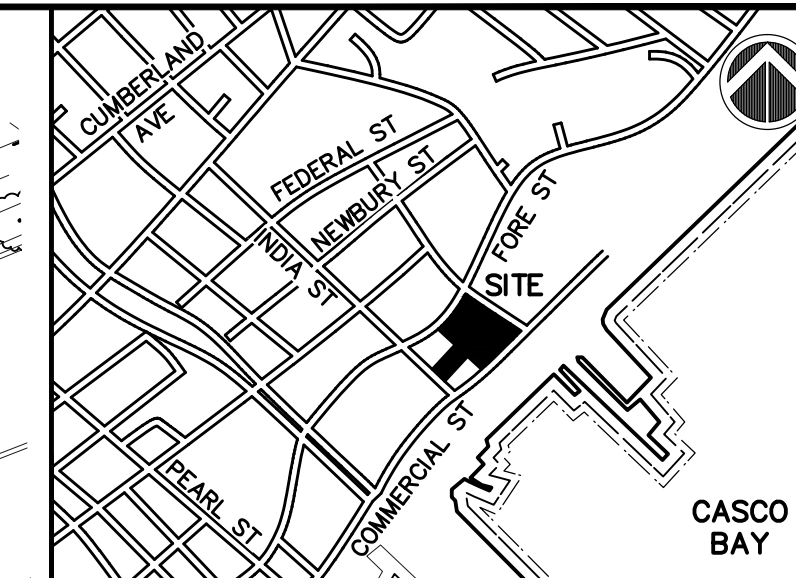 CUMBERLAND
AVE
FEDERAL ST
NEWBURY ST
INDIA ST
FORE ST
SITE
PEARL ST
COMMERCIAL ST
CASCO
BAY